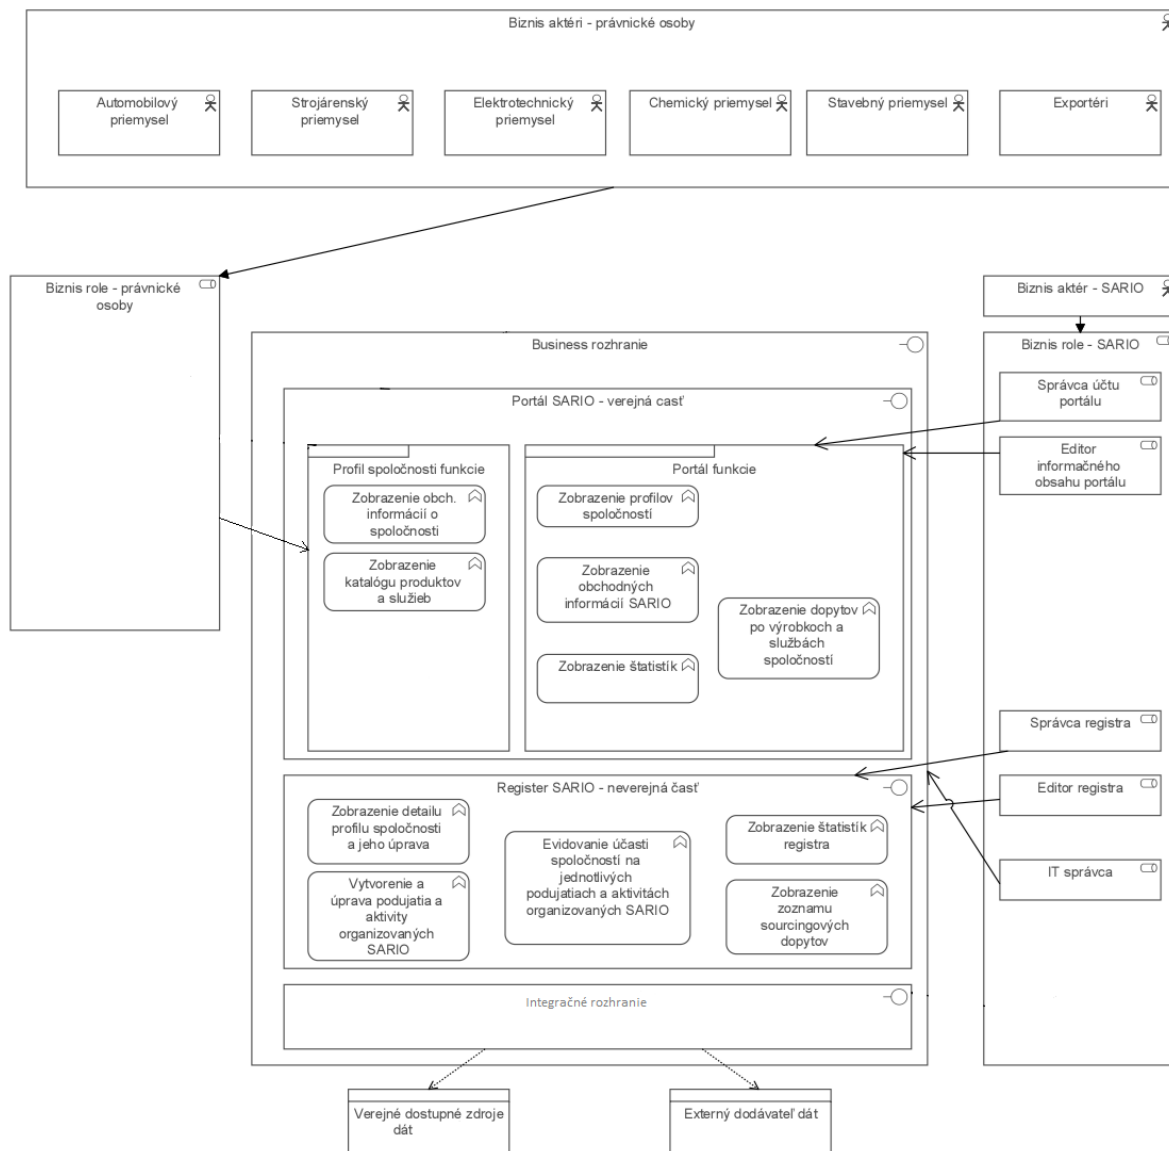 Biznis aktéri - právnické osoby
Automobilový
priemysel
Strojárenský
priemysel
Elektrotechnický
priemysel
Chemický priemysel
Stavebný priemysel
Exportéri
Biznis role - právnické
osoby
Biznis aktér - SARIO
Business rozhranie
Biznis role - SARIO
Portál SARIO - verejná casť
Správca účtu
portálu
Profil spoločnosti funkcie
Portál funkcie
Editor
informačného
obsahu portálu
Zobrazenie obch.
informácií o
spoločnosti
Zobrazenie profilov
spoločností
Zobrazenie
katalógu produktov
a služieb
Zobrazenie
obchodných
informácií SARIO
Zobrazenie dopytov
po výrobkoch a
službách
spoločností
Zobrazenie štatistík
Správca registra
Register SARIO - neverejná časť
Editor registra
Zobrazenie detailu
profilu spoločnosti
a jeho úprava
Evidovanie účasti
spoločností na
jednotlivých
podujatiach a aktivitách
organizovaných SARIO
Zobrazenie štatistík
registra
IT správca
Vytvorenie a
úprava podujatia a
aktivity
organizovaných
SARIO
Zobrazenie
zoznamu
sourcingových
dopytov
Integračné rozhranie
Verejné dostupné zdroje
dát
Externý dodávateľ dát